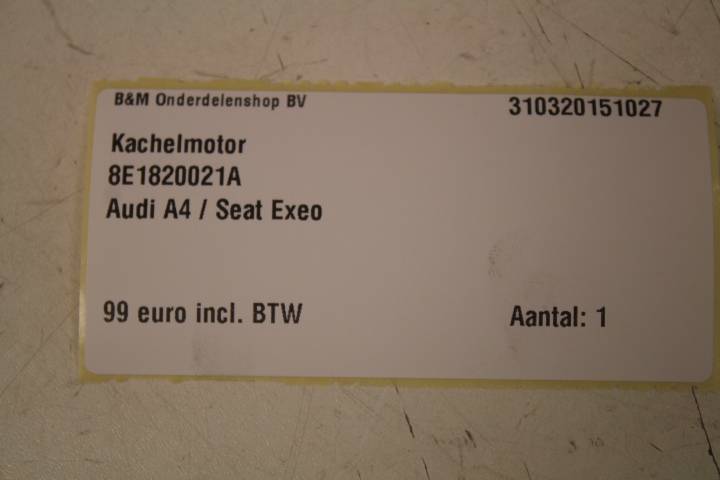 B&M Onderdelenshop BV 310320151027
Kachelmotor
8E1820021A
Audi A4 / Seat Exeo
99 euro incl. BTW Aantal: 1